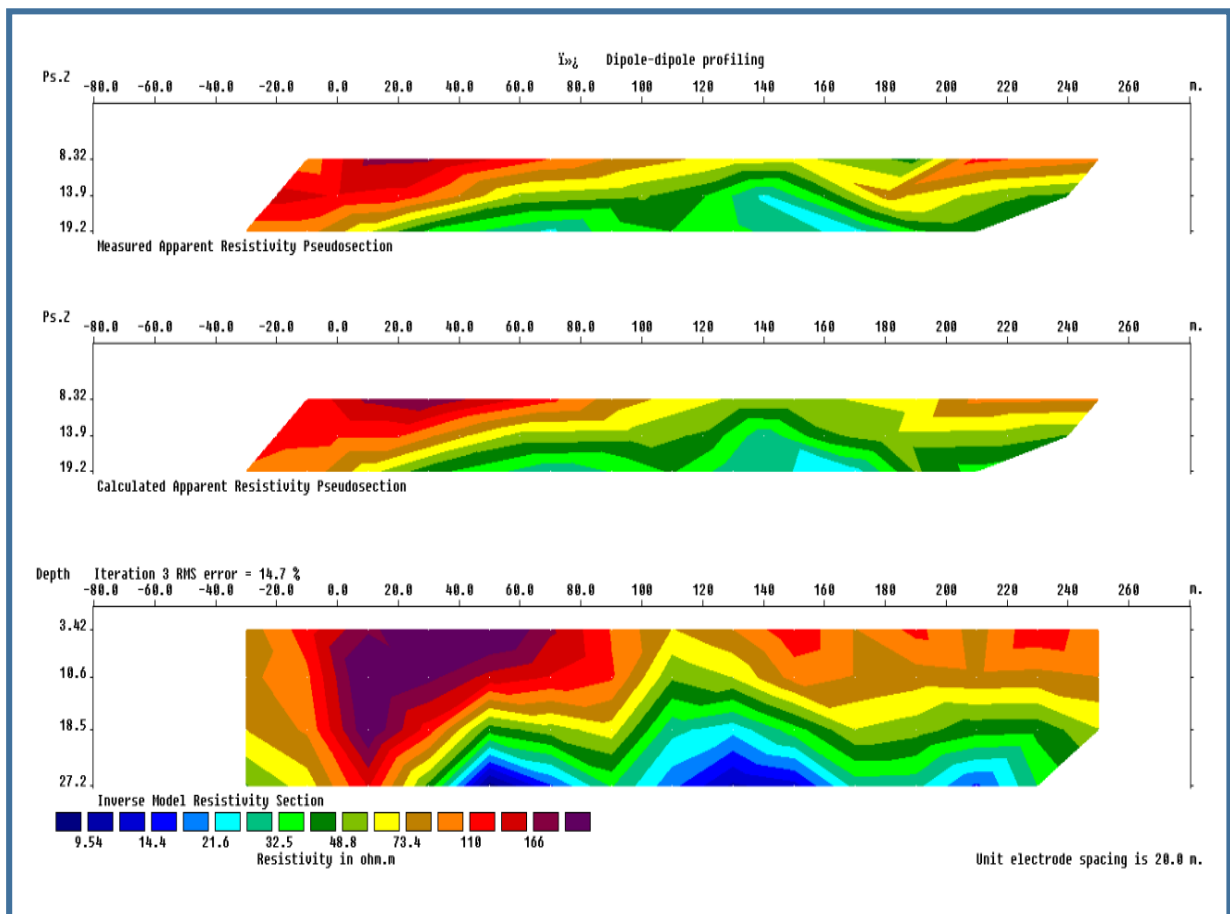 ï»¿ Dipole-dipole profiling
Ps.Z -80.0 -60.0 -40.0 -20.0 0.0 20.0 40.0 60.0 80.0 100 120 140 160 180 200 220 240 260 m.
8.32
13.9
19.2
Measured Apparent Resistivity Pseudosection
Ps.Z -80.0 -60.0 -40.0 -20.0 0.0 20.0 40.0 60.0 80.0 100 120 140 160 180 200 220 240 260 m.
8.32
13.9
19.2
Calculated Apparent Resistivity Pseudosection
Depth Iteration 3 RMS error = 14.7 %
-80.0 -60.0 -40.0 -20.0 0.0 20.0 40.0 60.0 80.0 100 120 140 160 180 200 220 240 260 m.
3.42
10.6
18.5
27.2
Inverse Model Resistivity Section
9.54 14.4 21.6 32.5 48.8 73.4 110 166
Resistivity in ohm.m Unit electrode spacing is 20.0 m.